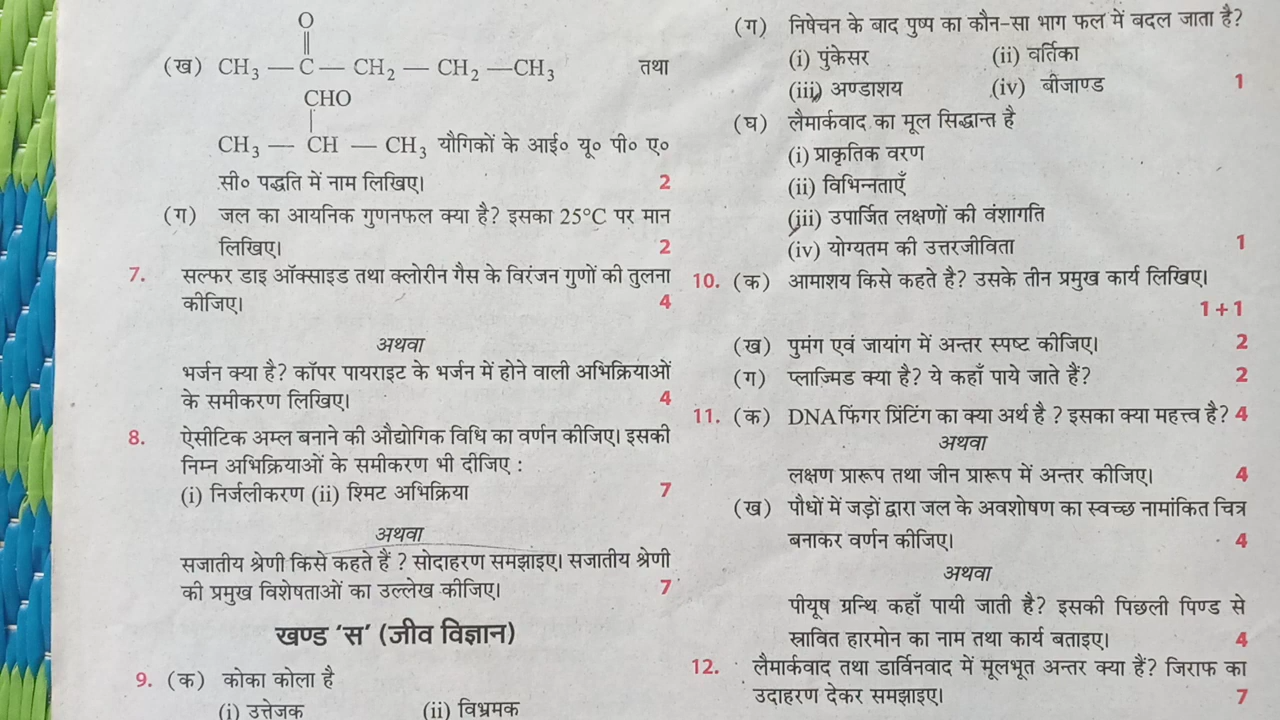 O
||
(ख) CH₃ — C — CH₂ — CH₂ —CH₃ तथा
CHO
|
CH₃ — CH — CH₃ यौगिकों के आई० यू० पी० ए०
सी० पद्धति में नाम लिखिए। 2
(ग) जल का आयनिक गुणनफल क्या है? इसका 25°C पर मान
लिखिए। 2
7. सल्फर डाइ ऑक्साइड तथा क्लोरीन गैस के विरंजन गुणों की तुलना
कीजिए। 4
अथवा
भर्जन क्या है? कॉपर पायराइट के भर्जन में होने वाली अभिक्रियाओं
के समीकरण लिखिए। 4
8. ऐसीटिक अम्ल बनाने की औद्योगिक विधि का वर्णन कीजिए। इसकी
निम्न अभिक्रियाओं के समीकरण भी दीजिए :
(i) निर्जलीकरण (ii) श्मिट अभिक्रिया 7
अथवा
सजातीय श्रेणी किसे कहते हैं ? सोदाहरण समझाइए। सजातीय श्रेणी
की प्रमुख विशेषताओं का उल्लेख कीजिए। 7
खण्ड ‘स’ (जीव विज्ञान)
9. (क) कोका कोला है
(i) उत्तेजक (ii) विभ्रमक
(ग) निषेचन के बाद पुष्प का कौन-सा भाग फल में बदल जाता है?
(i) पुंकेसर (ii) वर्तिका
(iii) अण्डाशय (iv) बीजाण्ड 1
(घ) लैमार्कवाद का मूल सिद्धान्त है
(i) प्राकृतिक वरण
(ii) विभिन्नताएँ
(iii) उपार्जित लक्षणों की वंशागति
(iv) योग्यतम की उत्तरजीविता 1
10. (क) आमाशय किसे कहते है? उसके तीन प्रमुख कार्य लिखिए।
1 + 1
(ख) पुमंग एवं जायांग में अन्तर स्पष्ट कीजिए। 2
(ग) प्लाज्मिड क्या है? ये कहाँ पाये जाते हैं? 2
11. (क) DNA फिंगर प्रिंटिंग का क्या अर्थ है ? इसका क्या महत्त्व है? 4
अथवा
लक्षण प्रारूप तथा जीन प्रारूप में अन्तर कीजिए। 4
(ख) पौधों में जड़ों द्वारा जल के अवशोषण का स्वच्छ नामांकित चित्र
बनाकर वर्णन कीजिए। 4
अथवा
पीयूष ग्रन्थि कहाँ पायी जाती है? इसकी पिछली पिण्ड से
स्रावित हारमोन का नाम तथा कार्य बताइए। 4
12. लैमार्कवाद तथा डार्विनवाद में मूलभूत अन्तर क्या हैं? जिराफ का
उदाहरण देकर समझाइए। 7